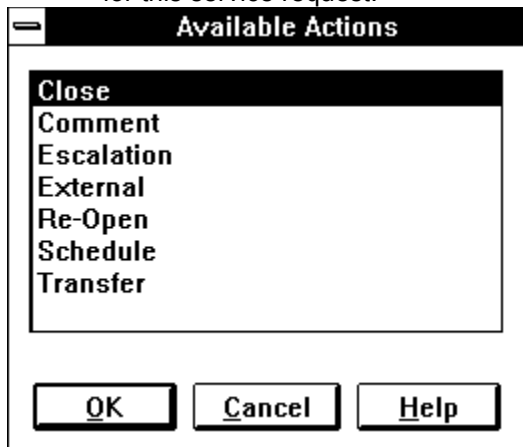 for this service request.
Available Actions
Close
Comment
Escalation
External
Re-Open
Schedule
Transfer
OK Cancel Help